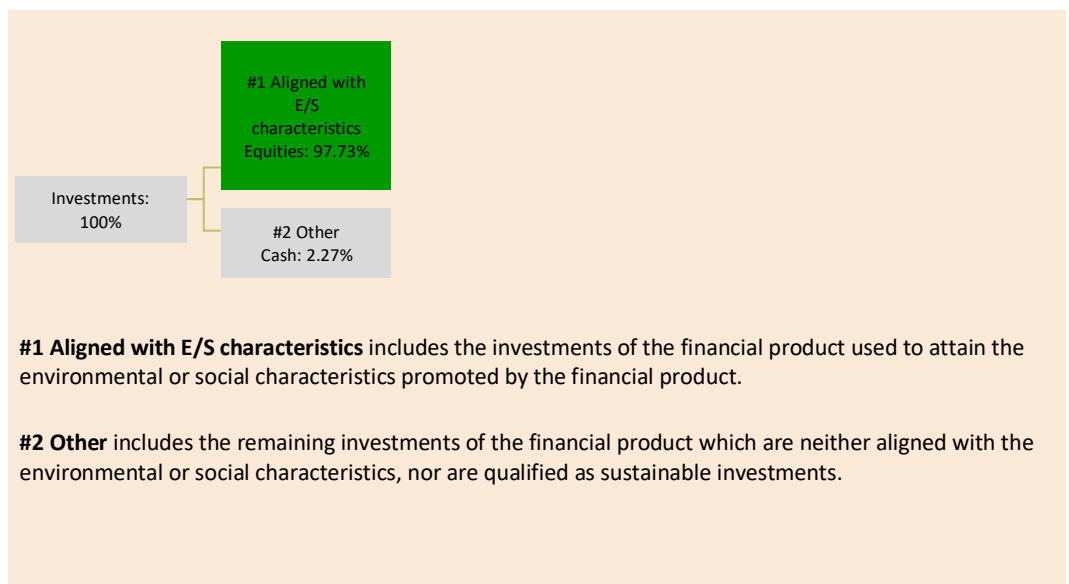 #1 Aligned with
E/S
characteristics
Equities: 97.73%
Investments:
100%
#2 Other
Cash: 2.27%
#1 Aligned with E/S characteristics includes the investments of the financial product used to attain the
environmental or social characteristics promoted by the financial product.
#2 Other includes the remaining investments of the financial product which are neither aligned with the
environmental or social characteristics, nor are qualified as sustainable investments.